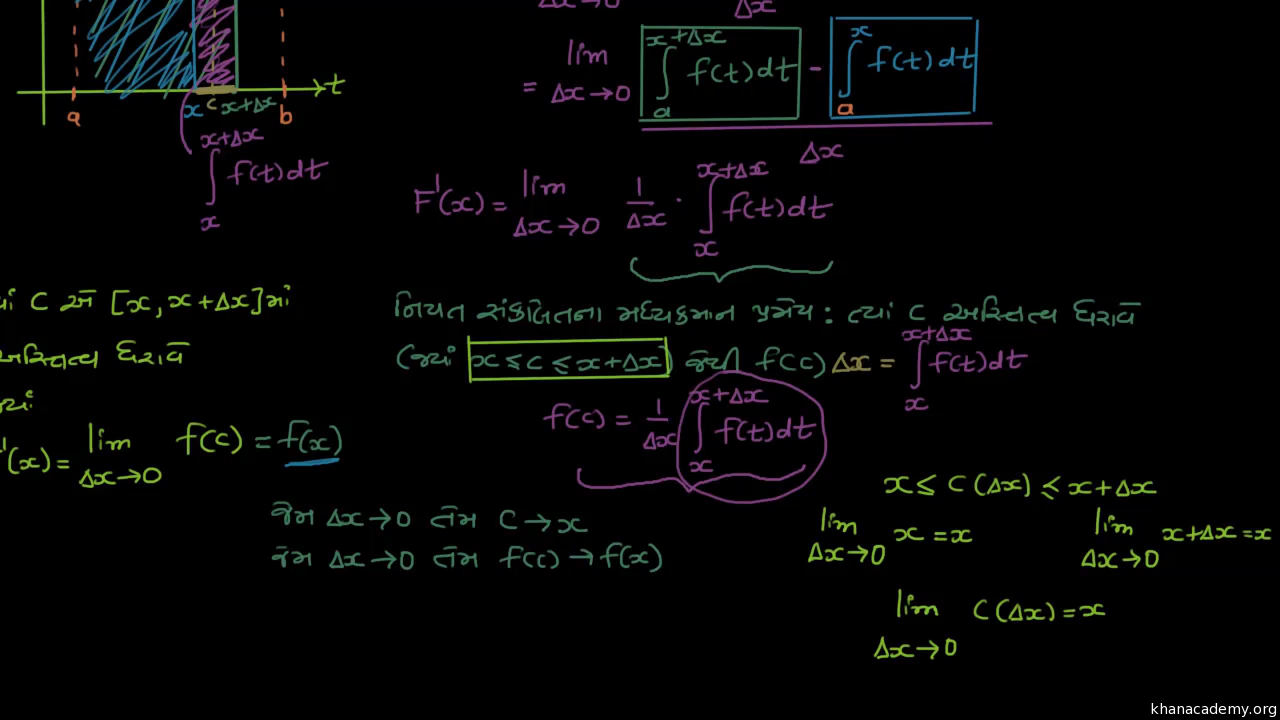 Δx→0 Δx
= lim Δx→0 ∫ₐ^{x+Δx} f(t)dt - ∫ₐ^{x} f(t)dt
Δx
t
a x c x+Δx b
∫ₓ^{x+Δx} f(t)dt
F'(x) = lim Δx→0 1/Δx · ∫ₓ^{x+Δx} f(t)dt
C એ [x, x+Δx]માં
અસ્તિત્વ ધરાવે
નિયત સંકલિતના મધ્યકમાન પ્રમેય : ત્યાં c અસ્તિત્વ ધરાવે
(જ્યાં x ≤ c ≤ x+Δx) જેથી f(c) Δx = ∫ₓ^{x+Δx} f(t)dt
f(c) = 1/Δx ∫ₓ^{x+Δx} f(t)dt
'(x) = lim Δx→0 f(c) = f(x)
જેમ Δx→0 તેમ C→x
જેમ Δx→0 તેમ f(c)→f(x)
x ≤ C(Δx) ≤ x+Δx
lim Δx→0 x = x
lim Δx→0 x+Δx = x
lim Δx→0 C(Δx) = x
khanacademy.org